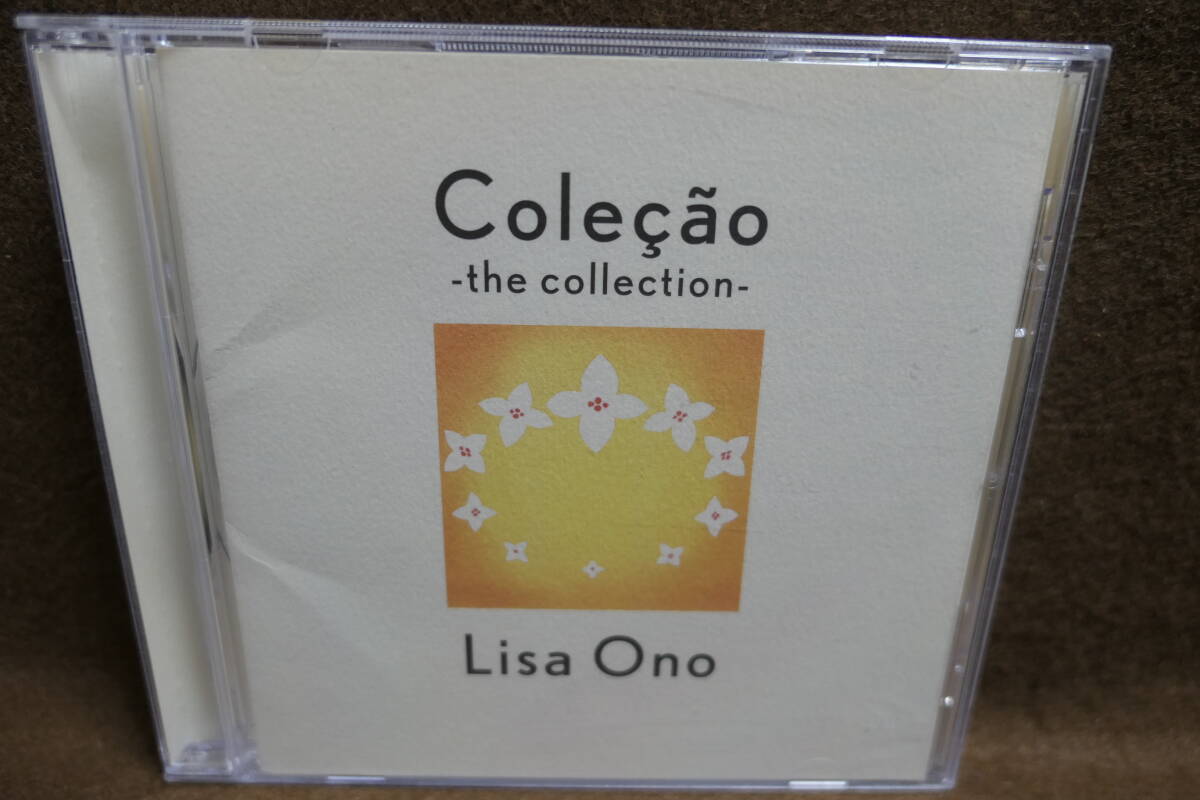 Coleção
-the collection-
Lisa Ono